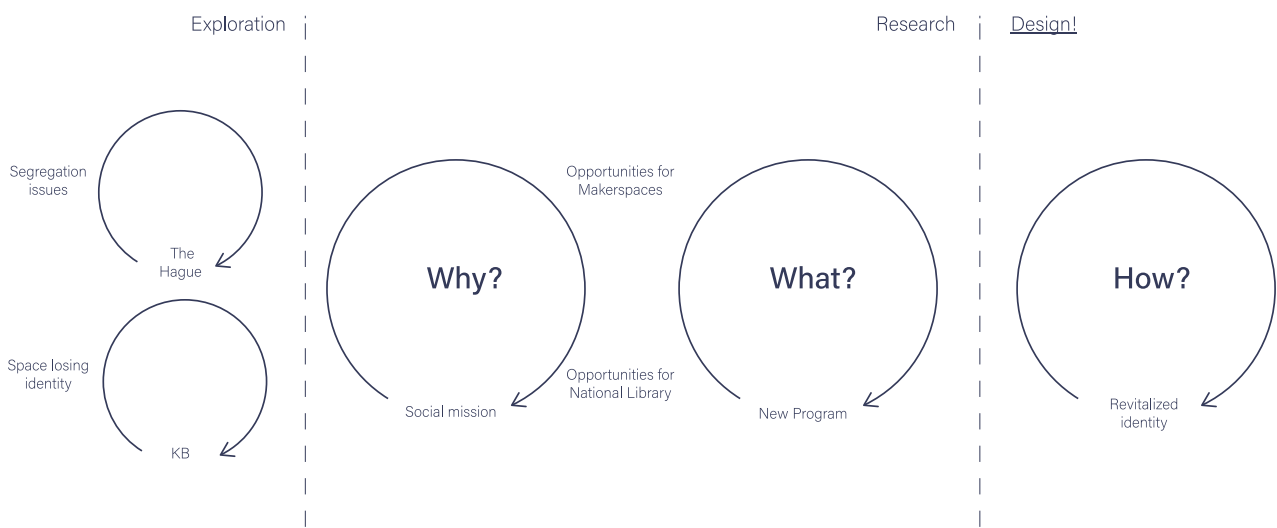 Exploration
Research
Design!
Segregation
issues
The
Hague
Space losing
identity
KB
Why?
Social mission
Opportunities for
Makerspaces
Opportunities for
National Library
What?
New Program
How?
Revitalized
identity